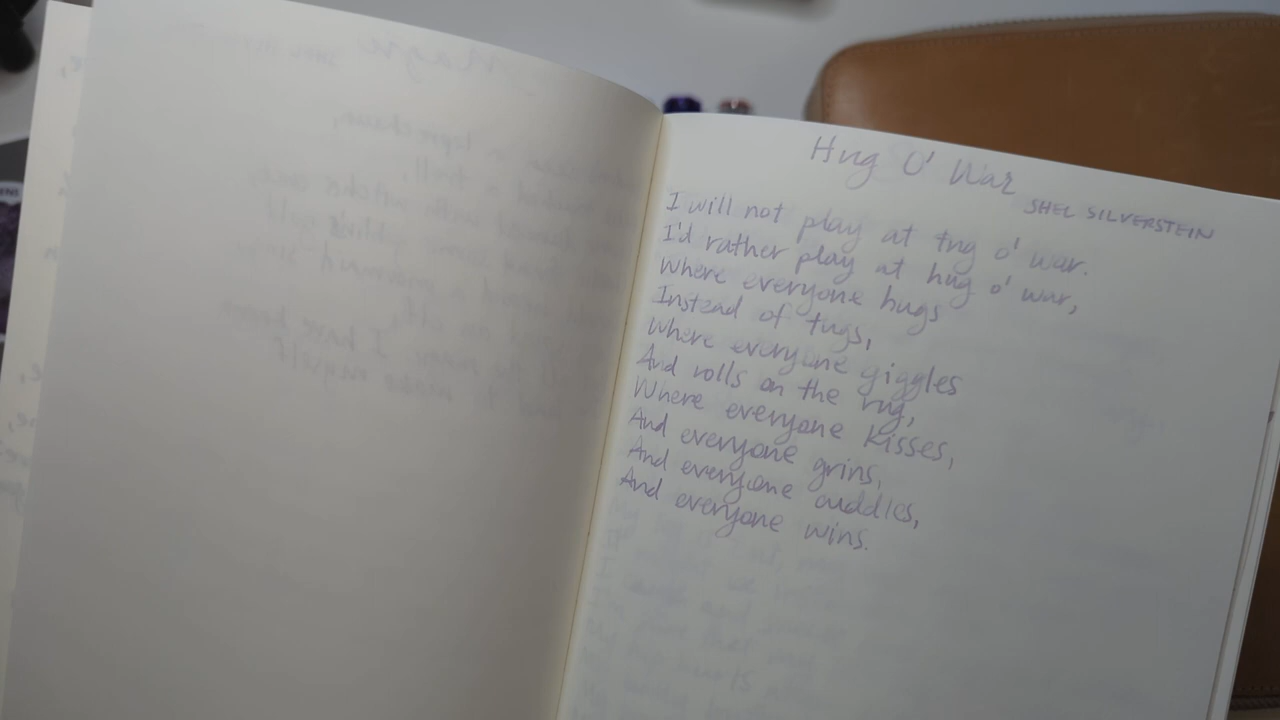 Hug O' War
SHEL SILVERSTEIN
I will not play at tug o' war.
I'd rather play at hug o' war,
Where everyone hugs
Instead of tugs,
Where everyone giggles
And rolls on the rug,
Where everyone kisses,
And everyone grins,
And everyone cuddles,
And everyone wins.